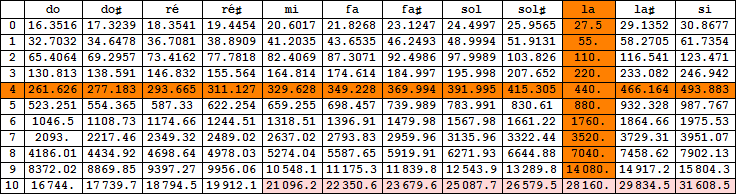 do do♯ ré ré♯ mi fa fa♯ sol sol♯ la la♯ si
0 16.3516 17.3239 18.3541 19.4454 20.6017 21.8268 23.1247 24.4997 25.9565 27.5 29.1352 30.8677
1 32.7032 34.6478 36.7081 38.8909 41.2035 43.6535 46.2493 48.9994 51.9131 55. 58.2705 61.7354
2 65.4064 69.2957 73.4162 77.7818 82.4069 87.3071 92.4986 97.9989 103.826 110. 116.541 123.471
3 130.813 138.591 146.832 155.564 164.814 174.614 184.997 195.998 207.652 220. 233.082 246.942
4 261.626 277.183 293.665 311.127 329.628 349.228 369.994 391.995 415.305 440. 466.164 493.883
5 523.251 554.365 587.33 622.254 659.255 698.457 739.989 783.991 830.61 880. 932.328 987.767
6 1046.5 1108.73 1174.66 1244.51 1318.51 1396.91 1479.98 1567.98 1661.22 1760. 1864.66 1975.53
7 2093. 2217.46 2349.32 2489.02 2637.02 2793.83 2959.96 3135.96 3322.44 3520. 3729.31 3951.07
8 4186.01 4434.92 4698.64 4978.03 5274.04 5587.65 5919.91 6271.93 6644.88 7040. 7458.62 7902.13
9 8372.02 8869.85 9397.27 9956.06 10548.1 11175.3 11839.8 12543.9 13289.8 14080. 14917.2 15804.3
10 16744. 17739.7 18794.5 19912.1 21096.2 22350.6 23679.6 25087.7 26579.5 28160. 29834.5 31608.5